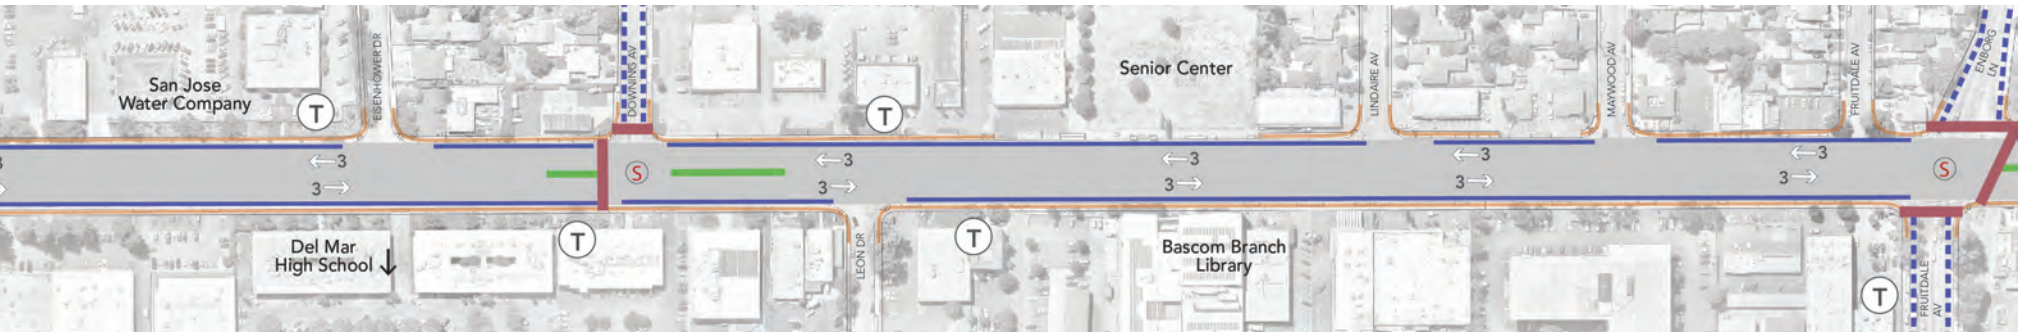 San Jose
Water Company
T
EISENHOWER DR
DOWNING AV
T
Senior Center
LINDAIRE AV
MAYWOOD AV
FRUITDALE AV
ENBORG
LN
3
←3
←3
←3
←3
←3
S
S
3→
3→
3→
3→
3→
Del Mar
High School ↓
T
LEON DR
T
Bascom Branch
Library
T
FRUITDALE
AV